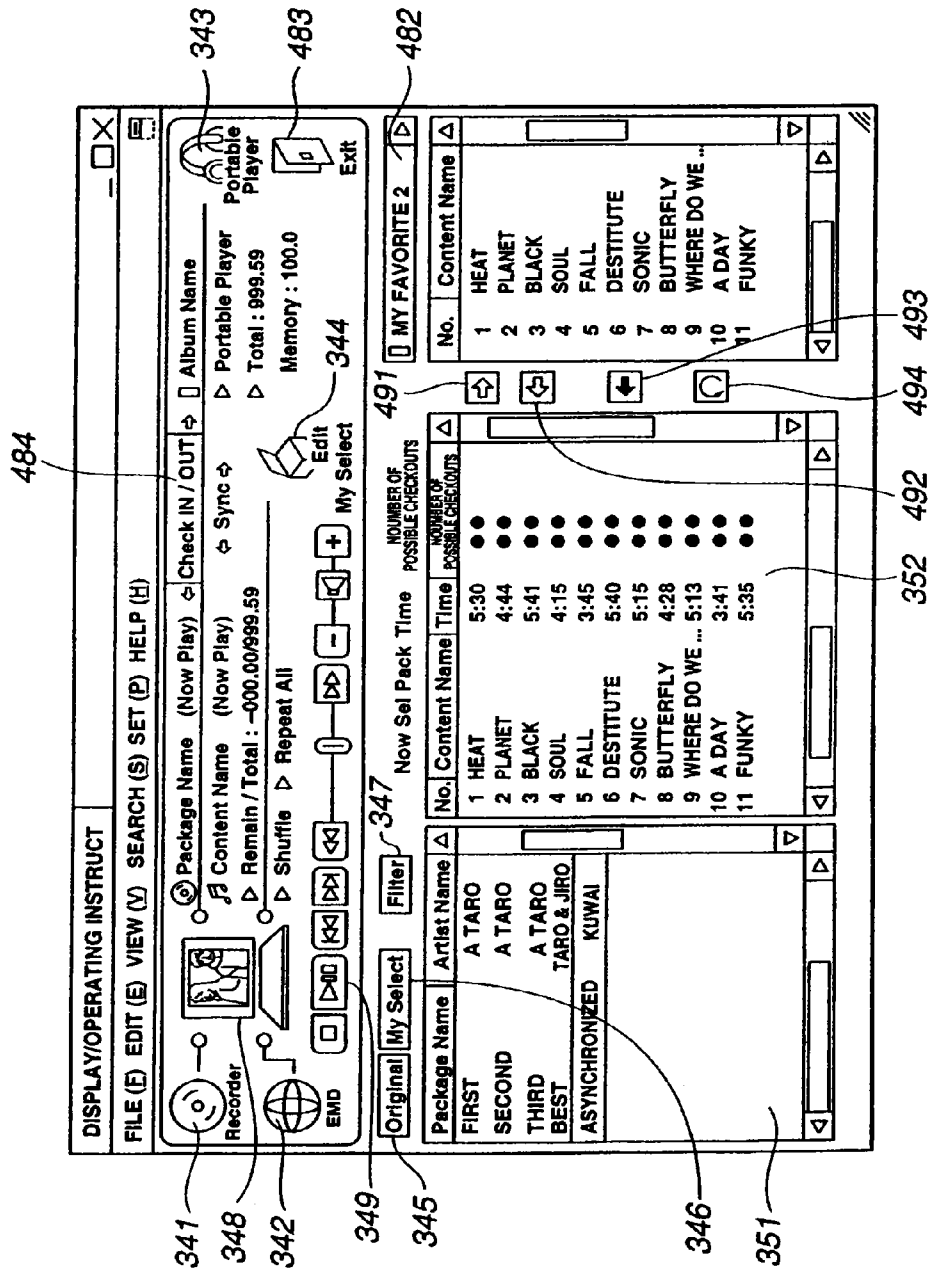 484
DISPLAY/OPERATING INSTRUCT
FILE (F) EDIT (E) VIEW (V) SEARCH (S) SET (P) HELP (H)
341
Recorder
348
342
EMD
349
Package Name (Now Play)
Content Name (Now Play)
Remain / Total : -000.00/999.59
Shuffle Repeat All
Check IN / OUT
Sync
Album Name
Portable Player
Total : 999.59
Memory : 100.0
Edit
My Select
344
Portable Player
343
Exit
483
345
Original
My Select
Filter
347
Now Sel Pack Time
NOUMBER OF
POSSIBLE CHECKOUTS
491
MY FAVORITE 2
482
Package Name Artist Name
FIRST A TARO
SECOND A TARO
THIRD A TARO
BEST TARO & JIRO
ASYNCHRONIZED KUWAI
346
351
No. Content Name Time NOUMBER OF POSSIBLE CHECKOUTS
1 HEAT 5:30
2 PLANET 4:44
3 BLACK 5:41
4 SOUL 4:15
5 FALL 3:45
6 DESTITUTE 5:40
7 SONIC 5:15
8 BUTTERFLY 4:28
9 WHERE DO WE ... 5:13
10 A DAY 3:41
11 FUNKY 5:35
352
492
494
493
No. Content Name
1 HEAT
2 PLANET
3 BLACK
4 SOUL
5 FALL
6 DESTITUTE
7 SONIC
8 BUTTERFLY
9 WHERE DO WE ...
10 A DAY
11 FUNKY